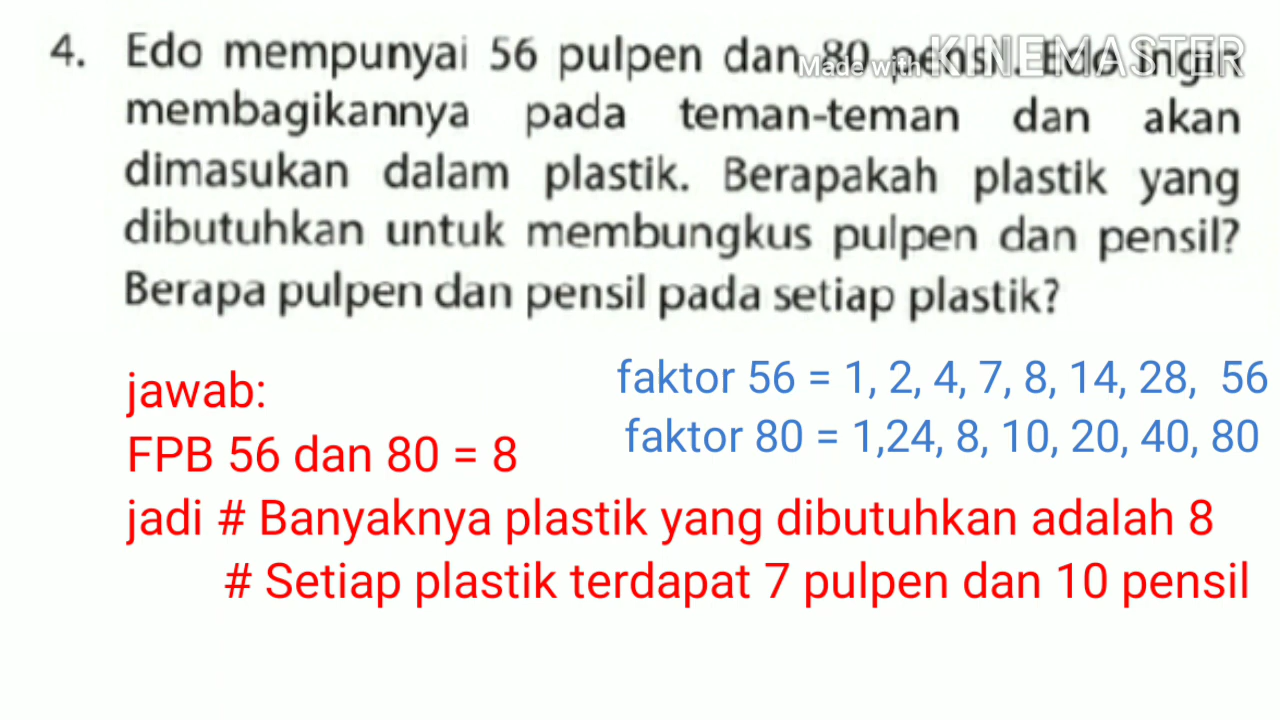 4. Edo mempunyai 56 pulpen dan 80 pensil. Edo ingin
Made with KINEMASTER
membagikannya pada teman-teman dan akan
dimasukan dalam plastik. Berapakah plastik yang
dibutuhkan untuk membungkus pulpen dan pensil?
Berapa pulpen dan pensil pada setiap plastik?
jawab:
faktor 56 = 1, 2, 4, 7, 8, 14, 28, 56
faktor 80 = 1,24, 8, 10, 20, 40, 80
FPB 56 dan 80 = 8
jadi # Banyaknya plastik yang dibutuhkan adalah 8
# Setiap plastik terdapat 7 pulpen dan 10 pensil